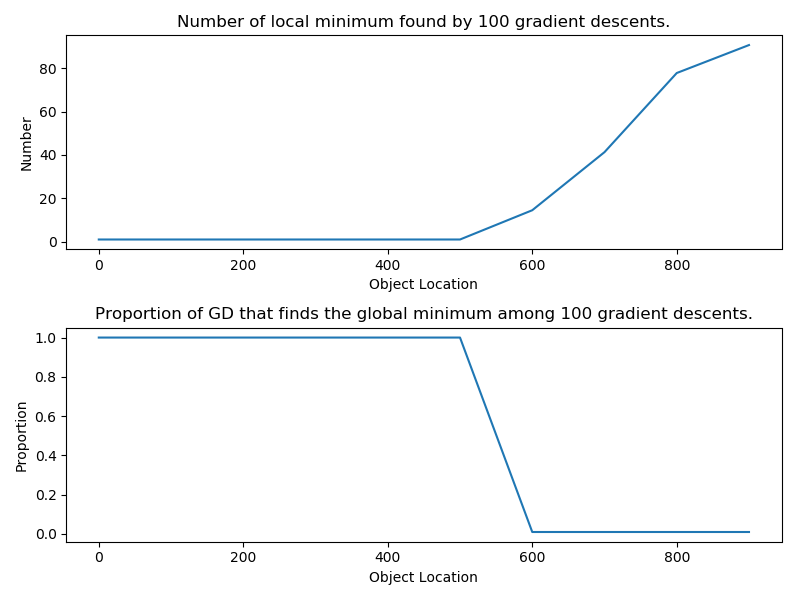 Number of local minimum found by 100 gradient descents.
80
60
40
20
0
Number
0 200 400 600 800
Object Location
Proportion of GD that finds the global minimum among 100 gradient descents.
1.0
0.8
0.6
0.4
0.2
0.0
Proportion
0 200 400 600 800
Object Location